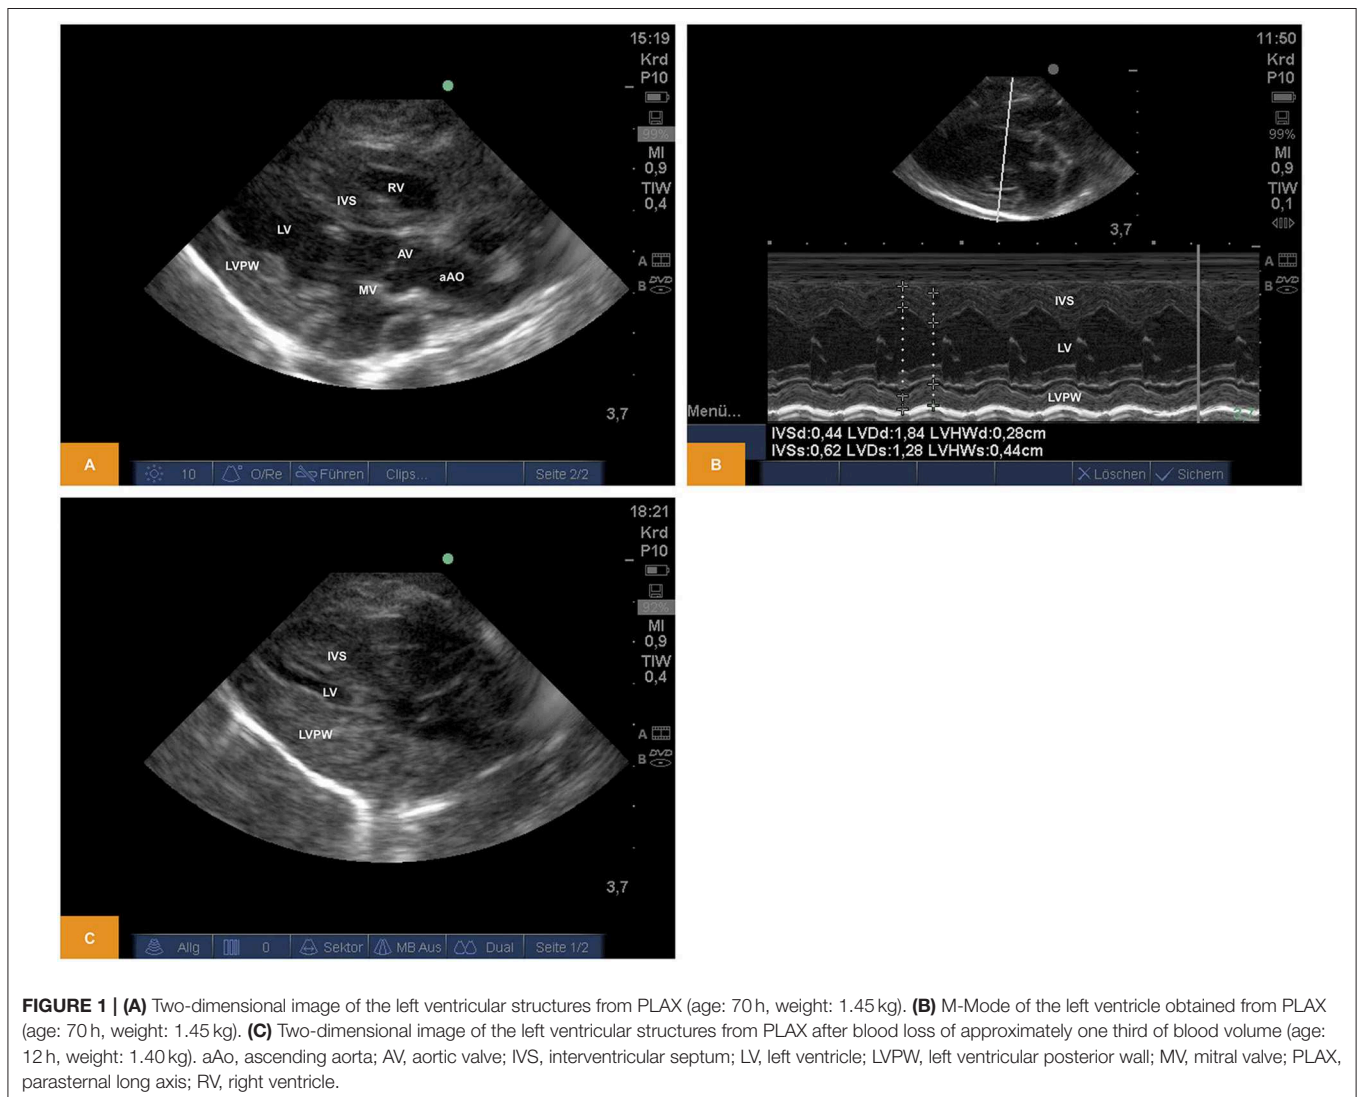 15:19
Krd
P10
99%
MI
0,9
TIW
0,4
RV
IVS
LV
AV
LVPW
aAO
MV
A
B DVD
3,7
A
10 O/Re Führen Clips... Seite 2/2
11:50
Krd
P10
99%
MI
0,9
TIW
0,1
3,7
A
B DVD
IVS
LV
LVPW
3,7
Menü...
IVSd:0,44 LVDd:1,84 LVHWd:0,28cm
IVSs:0,62 LVDs:1,28 LVHWs:0,44cm
B
Löschen Sichern
18:21
Krd
P10
92%
MI
0,9
TIW
0,4
IVS
LV
LVPW
A
B DVD
3,7
C
Allg 0 Sektor MB Aus Dual Seite 1/2
FIGURE 1 | (A) Two-dimensional image of the left ventricular structures from PLAX (age: 70 h, weight: 1.45 kg). (B) M-Mode of the left ventricle obtained from PLAX
(age: 70 h, weight: 1.45 kg). (C) Two-dimensional image of the left ventricular structures from PLAX after blood loss of approximately one third of blood volume (age:
12 h, weight: 1.40 kg). aAo, ascending aorta; AV, aortic valve; IVS, interventricular septum; LV, left ventricle; LVPW, left ventricular posterior wall; MV, mitral valve; PLAX,
parasternal long axis; RV, right ventricle.